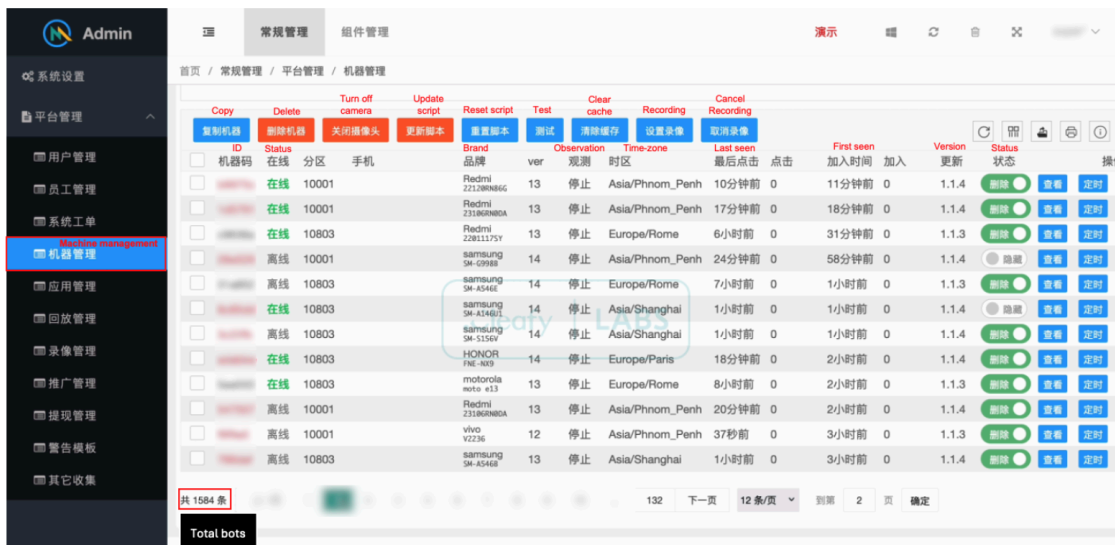 Admin
常规管理 组件管理 演示
系统设置
首页 / 常规管理 / 平台管理 / 机器管理
平台管理
Copy Delete Turn off camera Update script Reset script Test Clear cache Recording Cancel Recording
复制机器 删除机器 关闭摄像头 更新脚本 重置脚本 测试 清除缓存 设置录像 取消录像
ID Status Brand Observation Time-zone Last seen First seen Version Status
机器码 在线 分区 手机 品牌 ver 观测 时区 最后点击 点击 加入时间 加入 更新 状态
用户管理
员工管理
系统工单
Machine management
机器管理
应用管理
回放管理
录像管理
推广管理
提现管理
警告模板
其它收集
在线 10001 Redmi 22120RN86G 13 停止 Asia/Phnom_Penh 10分钟前 0 11分钟前 0 1.1.4 删除 查看 定时
在线 10001 Redmi 2310GRN0DA 13 停止 Asia/Phnom_Penh 17分钟前 0 18分钟前 0 1.1.4 删除 查看 定时
在线 10803 Redmi 2201117SY 13 停止 Europe/Rome 6小时前 0 31分钟前 0 1.1.4 删除 查看 定时
离线 10001 samsung SM-G998B 14 停止 Asia/Phnom_Penh 24分钟前 0 58分钟前 0 1.1.4 隐藏 查看 定时
离线 10803 samsung SM-A546E 14 停止 Europe/Rome 7小时前 0 1小时前 0 1.1.4 删除 查看 定时
在线 10803 samsung SM-A146U1 14 停止 Asia/Shanghai 1小时前 0 1小时前 0 1.1.4 隐藏 查看 定时
离线 10803 samsung SM-S156V 14 停止 Asia/Shanghai 1小时前 0 1小时前 0 1.1.4 删除 查看 定时
在线 10803 HONOR FNE-NX9 14 停止 Europe/Paris 18分钟前 0 2小时前 0 1.1.4 删除 查看 定时
在线 10803 motorola moto e13 13 停止 Europe/Rome 8小时前 0 2小时前 0 1.1.3 删除 查看 定时
离线 10001 Redmi 2310GRN0DA 13 停止 Asia/Phnom_Penh 20分钟前 0 2小时前 0 1.1.4 删除 查看 定时
离线 10001 vivo V2236 12 停止 Asia/Phnom_Penh 37秒前 0 3小时前 0 1.1.3 删除 查看 定时
离线 10803 samsung SM-A546B 13 停止 Asia/Shanghai 1小时前 0 3小时前 0 1.1.4 删除 查看 定时
Cleafy LABS
共 1584 条 132 下一页 12 条/页 到第 2 页 确定
Total bots